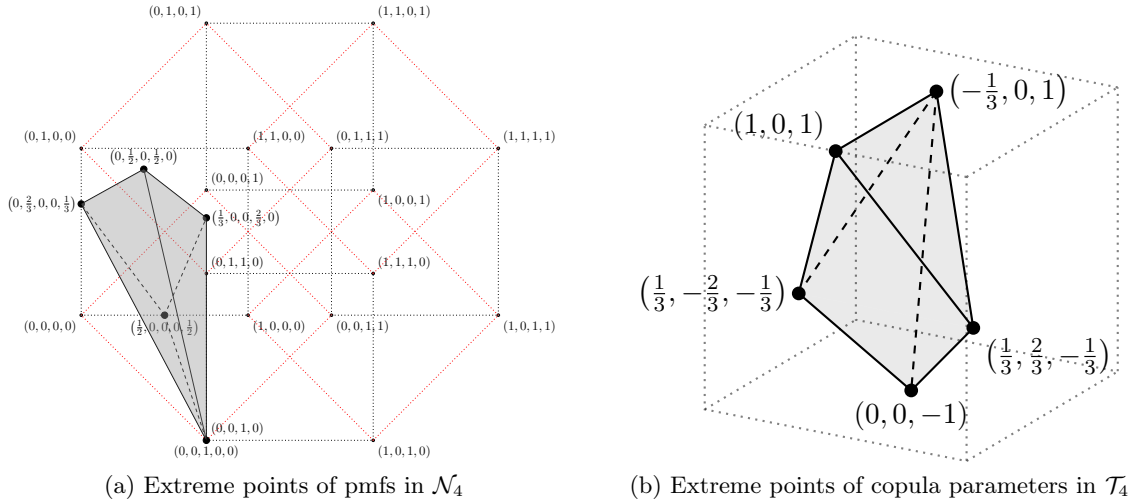 (0, 1, 0, 1)
(1, 1, 0, 1)
(0, 1, 0, 0)
(1, 1, 0, 0)
(0, 1, 1, 1)
(1, 1, 1, 1)
(0, 1/2, 0, 1/2, 0)
(0, 0, 0, 1)
(1, 0, 0, 1)
(0, 2/3, 0, 0, 1/3)
(1/3, 0, 0, 2/3, 0)
(0, 1, 1, 0)
(1, 1, 1, 0)
(0, 0, 0, 0)
(1/2, 0, 0, 0, 1/2)
(1, 0, 0, 0)
(0, 0, 1, 1)
(1, 0, 1, 1)
(0, 0, 1, 0)
(0, 0, 1, 0, 0)
(1, 0, 1, 0)
(a) Extreme points of pmfs in 𝒩₄
(−1/3, 0, 1)
(1, 0, 1)
(1/3, −2/3, −1/3)
(1/3, 2/3, −1/3)
(0, 0, −1)
(b) Extreme points of copula parameters in 𝒯₄